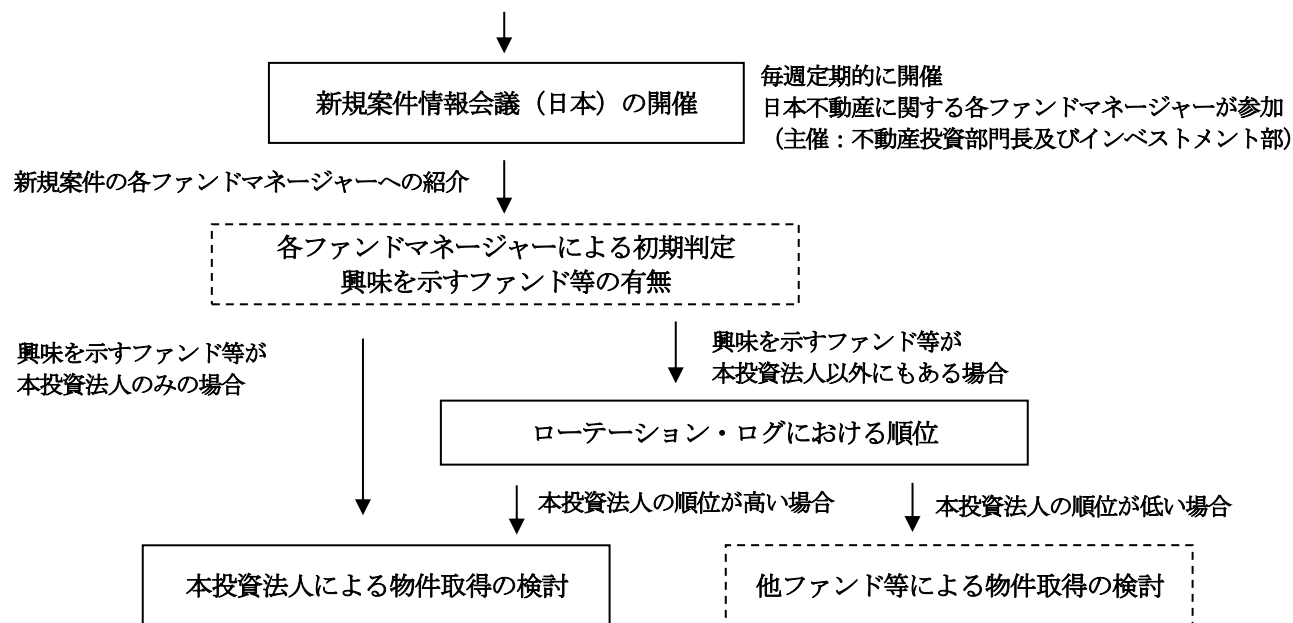 新規案件情報会議（日本）の開催
毎週定期的に開催
日本不動産に関する各ファンドマネージャーが参加
（主催：不動産投資部門長及びインベストメント部）
新規案件の各ファンドマネージャーへの紹介
各ファンドマネージャーによる初期判定
興味を示すファンド等の有無
興味を示すファンド等が
本投資法人のみの場合
興味を示すファンド等が
本投資法人以外にもある場合
ローテーション・ログにおける順位
本投資法人の順位が高い場合
本投資法人の順位が低い場合
本投資法人による物件取得の検討
他ファンド等による物件取得の検討